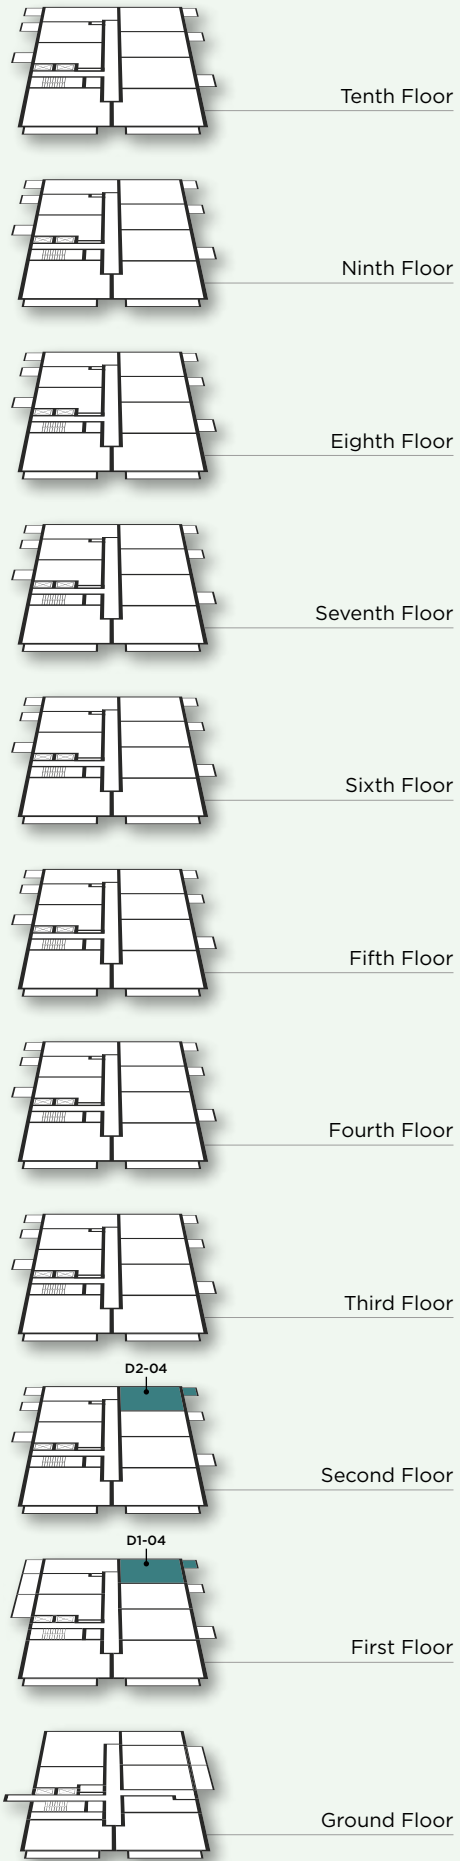 Tenth Floor
Ninth Floor
Eighth Floor
Seventh Floor
Sixth Floor
Fifth Floor
Fourth Floor
Third Floor
D2-04
Second Floor
D1-04
First Floor
Ground Floor